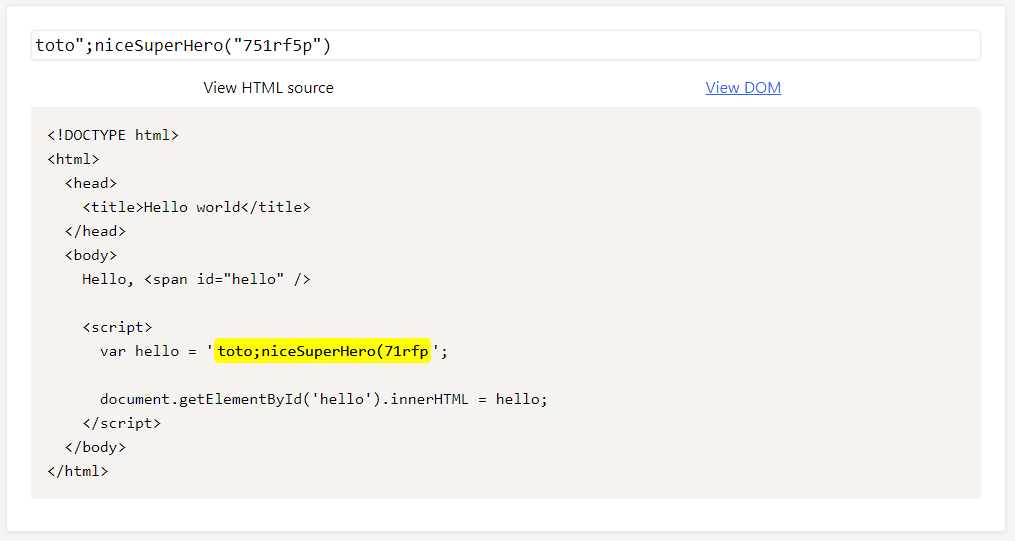 toto";niceSuperHero("751rf5p")
View HTML source
View DOM
<!DOCTYPE html>
<html>
  <head>
    <title>Hello world</title>
  </head>
  <body>
    Hello, <span id="hello" />
    <script>
      var hello = 'toto;niceSuperHero(71rfp';
      document.getElementById('hello').innerHTML = hello;
    </script>
  </body>
</html>